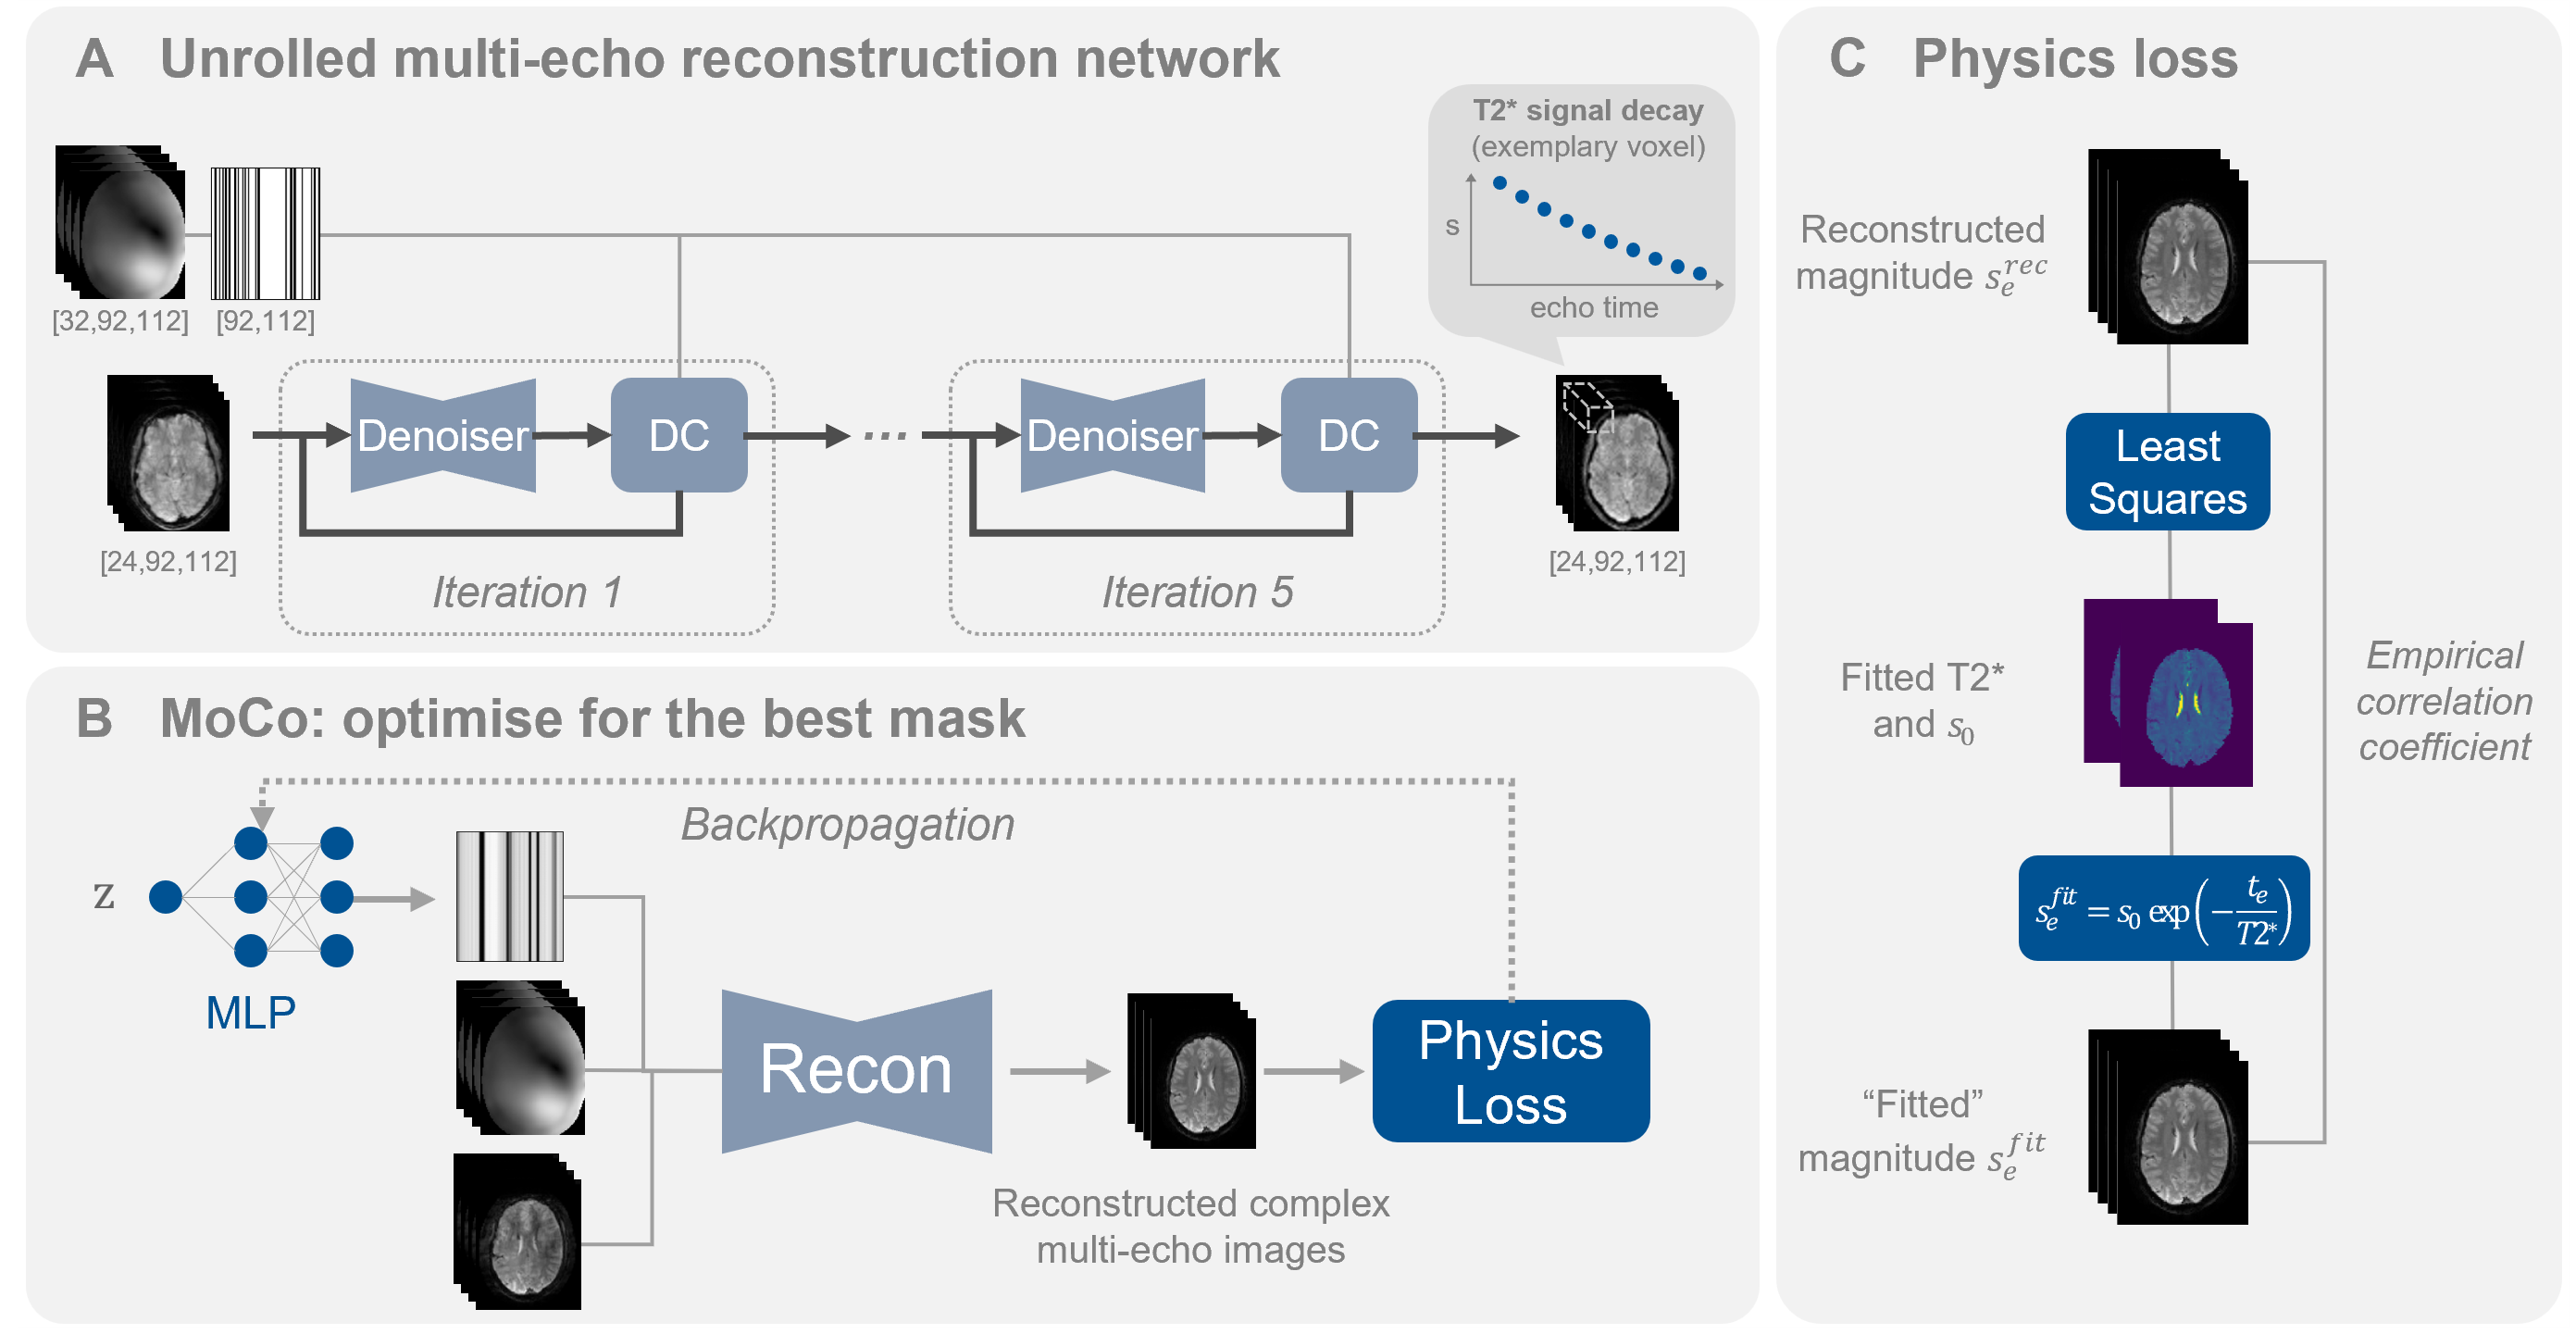 A Unrolled multi-echo reconstruction network
T2* signal decay
(exemplary voxel)
s
echo time
[32,92,112]
[92,112]
Denoiser
DC
...
Denoiser
DC
[24,92,112]
Iteration 1
Iteration 5
[24,92,112]
B MoCo: optimise for the best mask
Backpropagation
z
MLP
Recon
Physics
Loss
Reconstructed complex
multi-echo images
C Physics loss
Reconstructed
magnitude $s_e^{rec}$
Least
Squares
Fitted T2*
and $s_0$
Empirical
correlation
coefficient
$s_e^{fit} = s_0 \exp\left(-\frac{t_e}{T2^*}\right)$
“Fitted”
magnitude $s_e^{fit}$